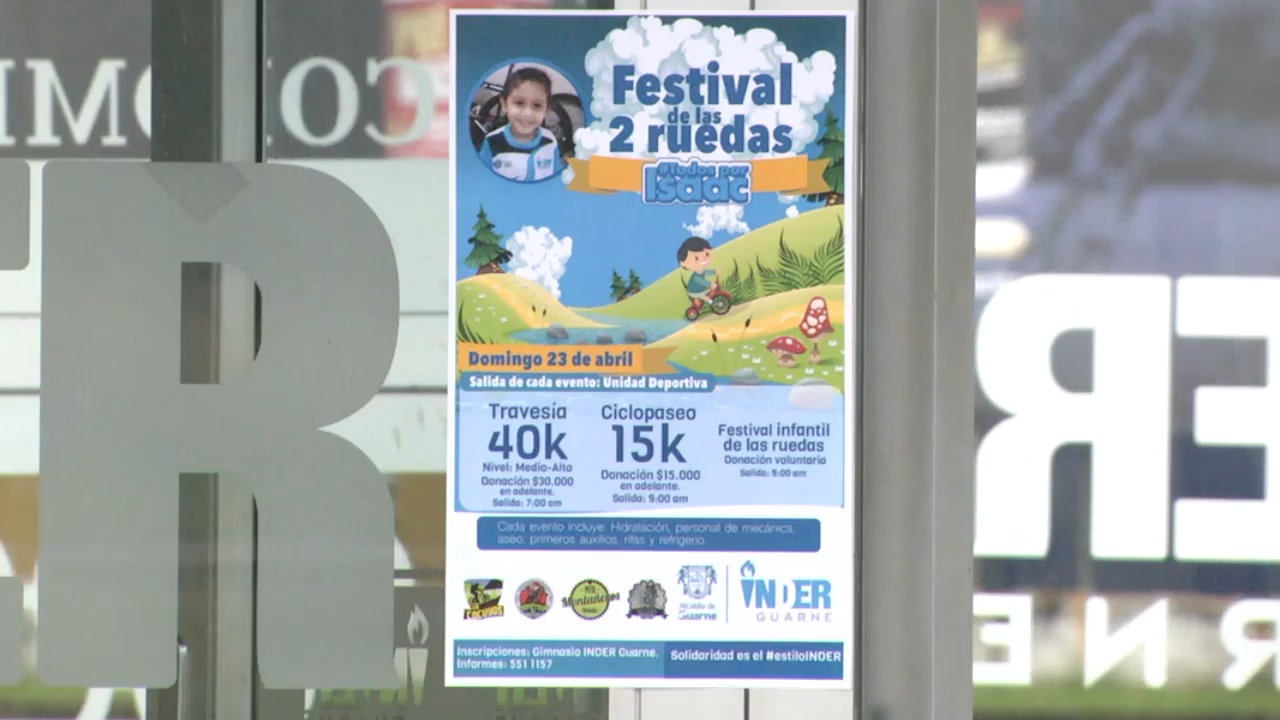 Festival
de las
2 ruedas
#Todos por
Isaac
Domingo 23 de abril
Salida de cada evento: Unidad Deportiva
Travesía
40k
Nivel: Medio-Alto
Donación $30.000
en adelante.
Salida: 7:00 am
Ciclopaseo
15k
Donación $15.000
en adelante.
Salida: 9:00 am
Festival infantil
de las ruedas
Donación voluntaria
Salida: 9:00 am
Cada evento incluye: Hidratación, personal de mecánica,
aseo, primeros auxilios, rifas y refrigerio.
Montañeros
Alcaldía de
Guarne
INDER
GUARNE
Inscripciones: Gimnasio INDER Guarne.
Informes: 551 1157
Solidaridad es el #estiloINDER
R